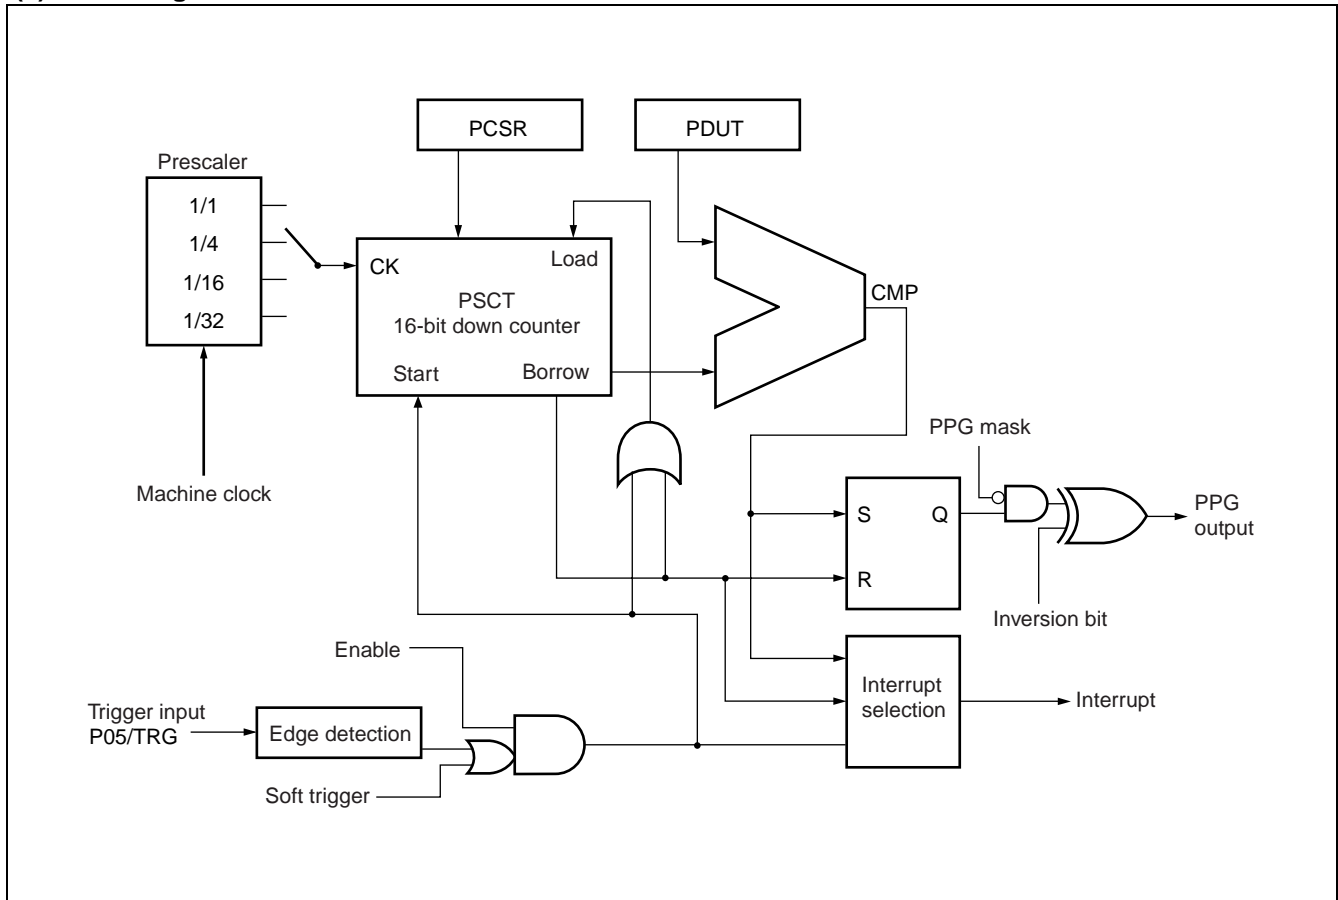 PCSR
PDUT
Prescaler
1/1
1/4
1/16
1/32
CK
Load
PSCT
16-bit down counter
Start
Borrow
CMP
Machine clock
PPG mask
S
Q
R
PPG
output
Inversion bit
Enable
Interrupt
selection
Interrupt
Trigger input
P05/TRG
Edge detection
Soft trigger